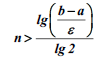 n > lg((b-a)/ε) / lg 2